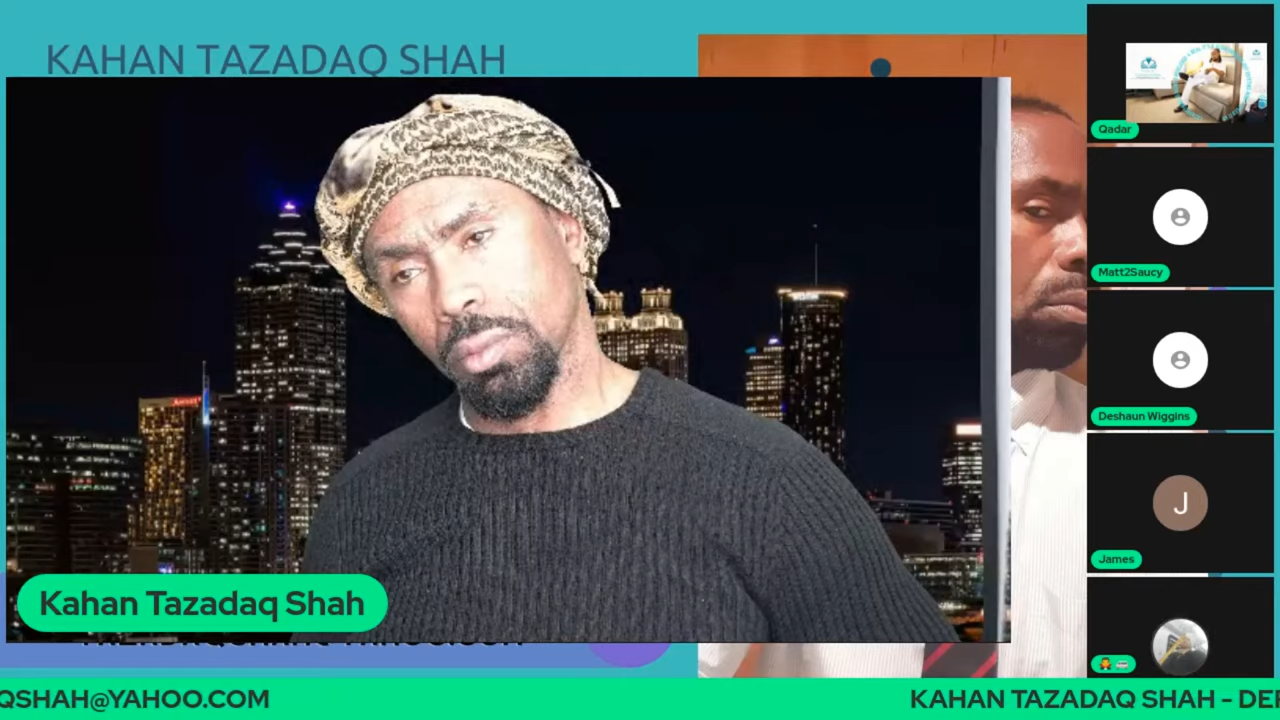 KAHAN TAZADAQ SHAH
Qadar
Matt2Saucy
Deshaun Wiggins
J
James
Kahan Tazadaq Shah
QSHAH@YAHOO.COM
KAHAN TAZADAQ SHAH - DEF